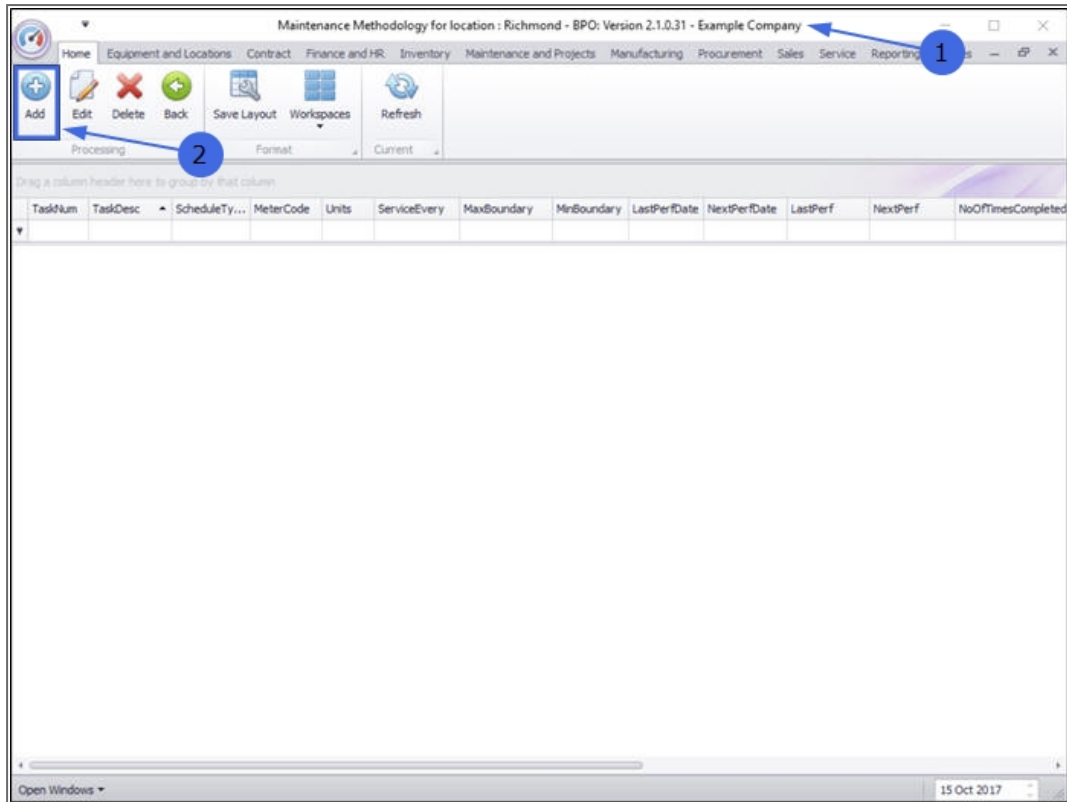 Maintenance Methodology for location : Richmond - BPO: Version 2.1.0.31 - Example Company
1
Home Equipment and Locations Contract Finance and HR Inventory Maintenance and Projects Manufacturing Procurement Sales Service Reporting
Add Edit Delete Back Save Layout Workspaces Refresh
Processing Format Current
2
Drag a column header here to group by that column
TaskNum TaskDesc ScheduleTy... MeterCode Units ServiceEvery MaxBoundary MinBoundary LastPerfDate NextPerfDate LastPerf NextPerf NoOfTimesCompleted
Open Windows 15 Oct 2017